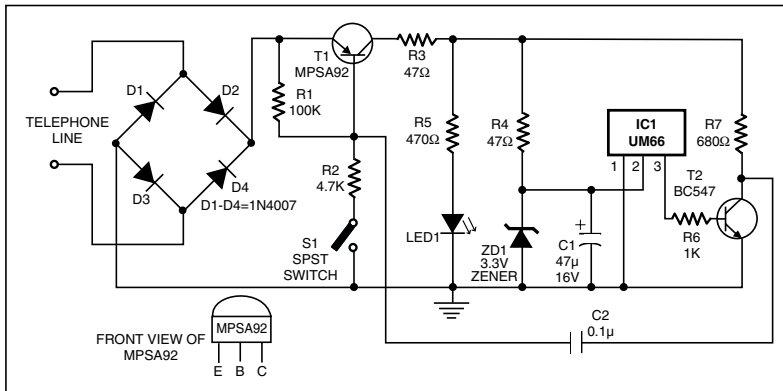 T1
MPSA92
R3
47Ω
D1
D2
R1
100K
TELEPHONE
LINE
R5
470Ω
R4
47Ω
IC1
UM66
R7
680Ω
1 2 3
T2
BC547
R2
4.7K
D3
D4
D1-D4=1N4007
S1
SPST
SWITCH
LED1
ZD1
3.3V
ZENER
+
C1
47µ
16V
R6
1K
FRONT VIEW OF
MPSA92
MPSA92
E B C
C2
0.1µ